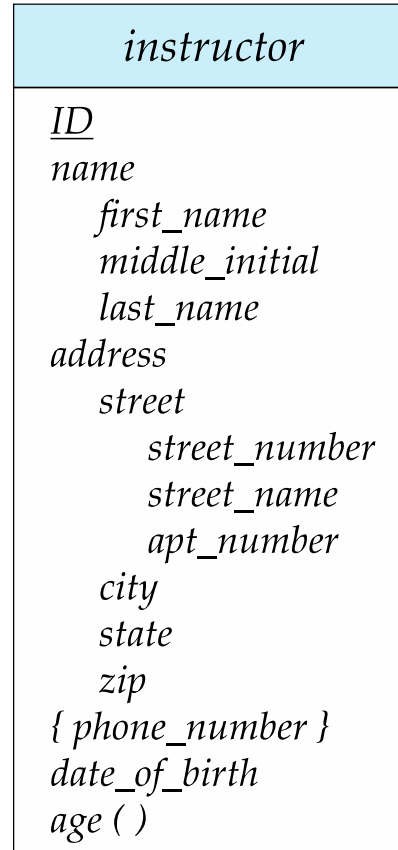 instructor
ID
name
first_name
middle_initial
last_name
address
street
street_number
street_name
apt_number
city
state
zip
{ phone_number }
date_of_birth
age ( )